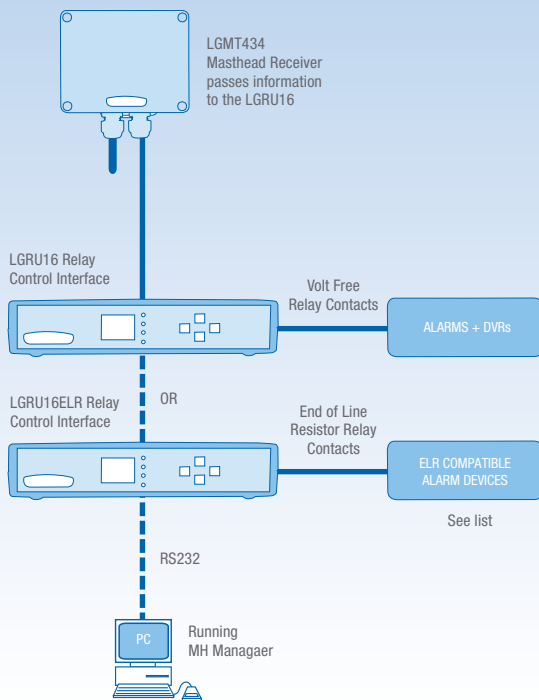 LGMT434
Masthead Receiver
passes information
to the LGRU16
LGRU16 Relay
Control Interface
Volt Free
Relay Contacts
ALARMS + DVRs
OR
LGRU16ELR Relay
Control Interface
End of Line
Resistor Relay
Contacts
ELR COMPATIBLE
ALARM DEVICES
See list
RS232
PC
Running
MH Managaer